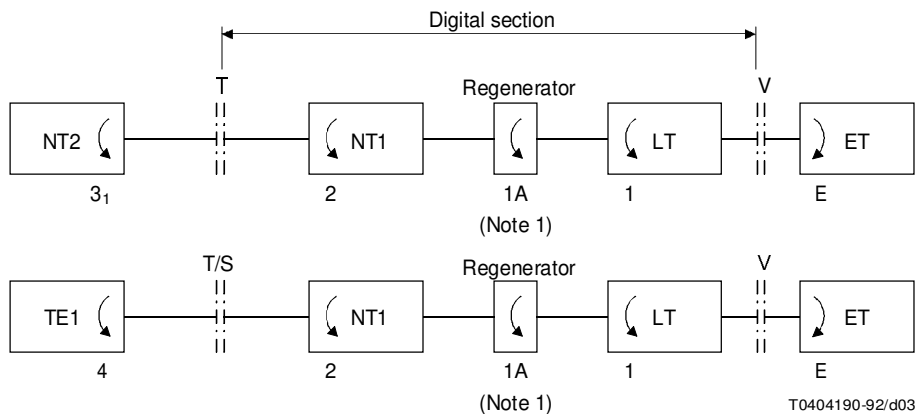 Digital section
T V
Regenerator
NT2 NT1 LT ET
3₁ 2 1A 1 E
(Note 1)
T/S V
Regenerator
TE1 NT1 LT ET
4 2 1A 1 E
(Note 1)
T0404190-92/d03